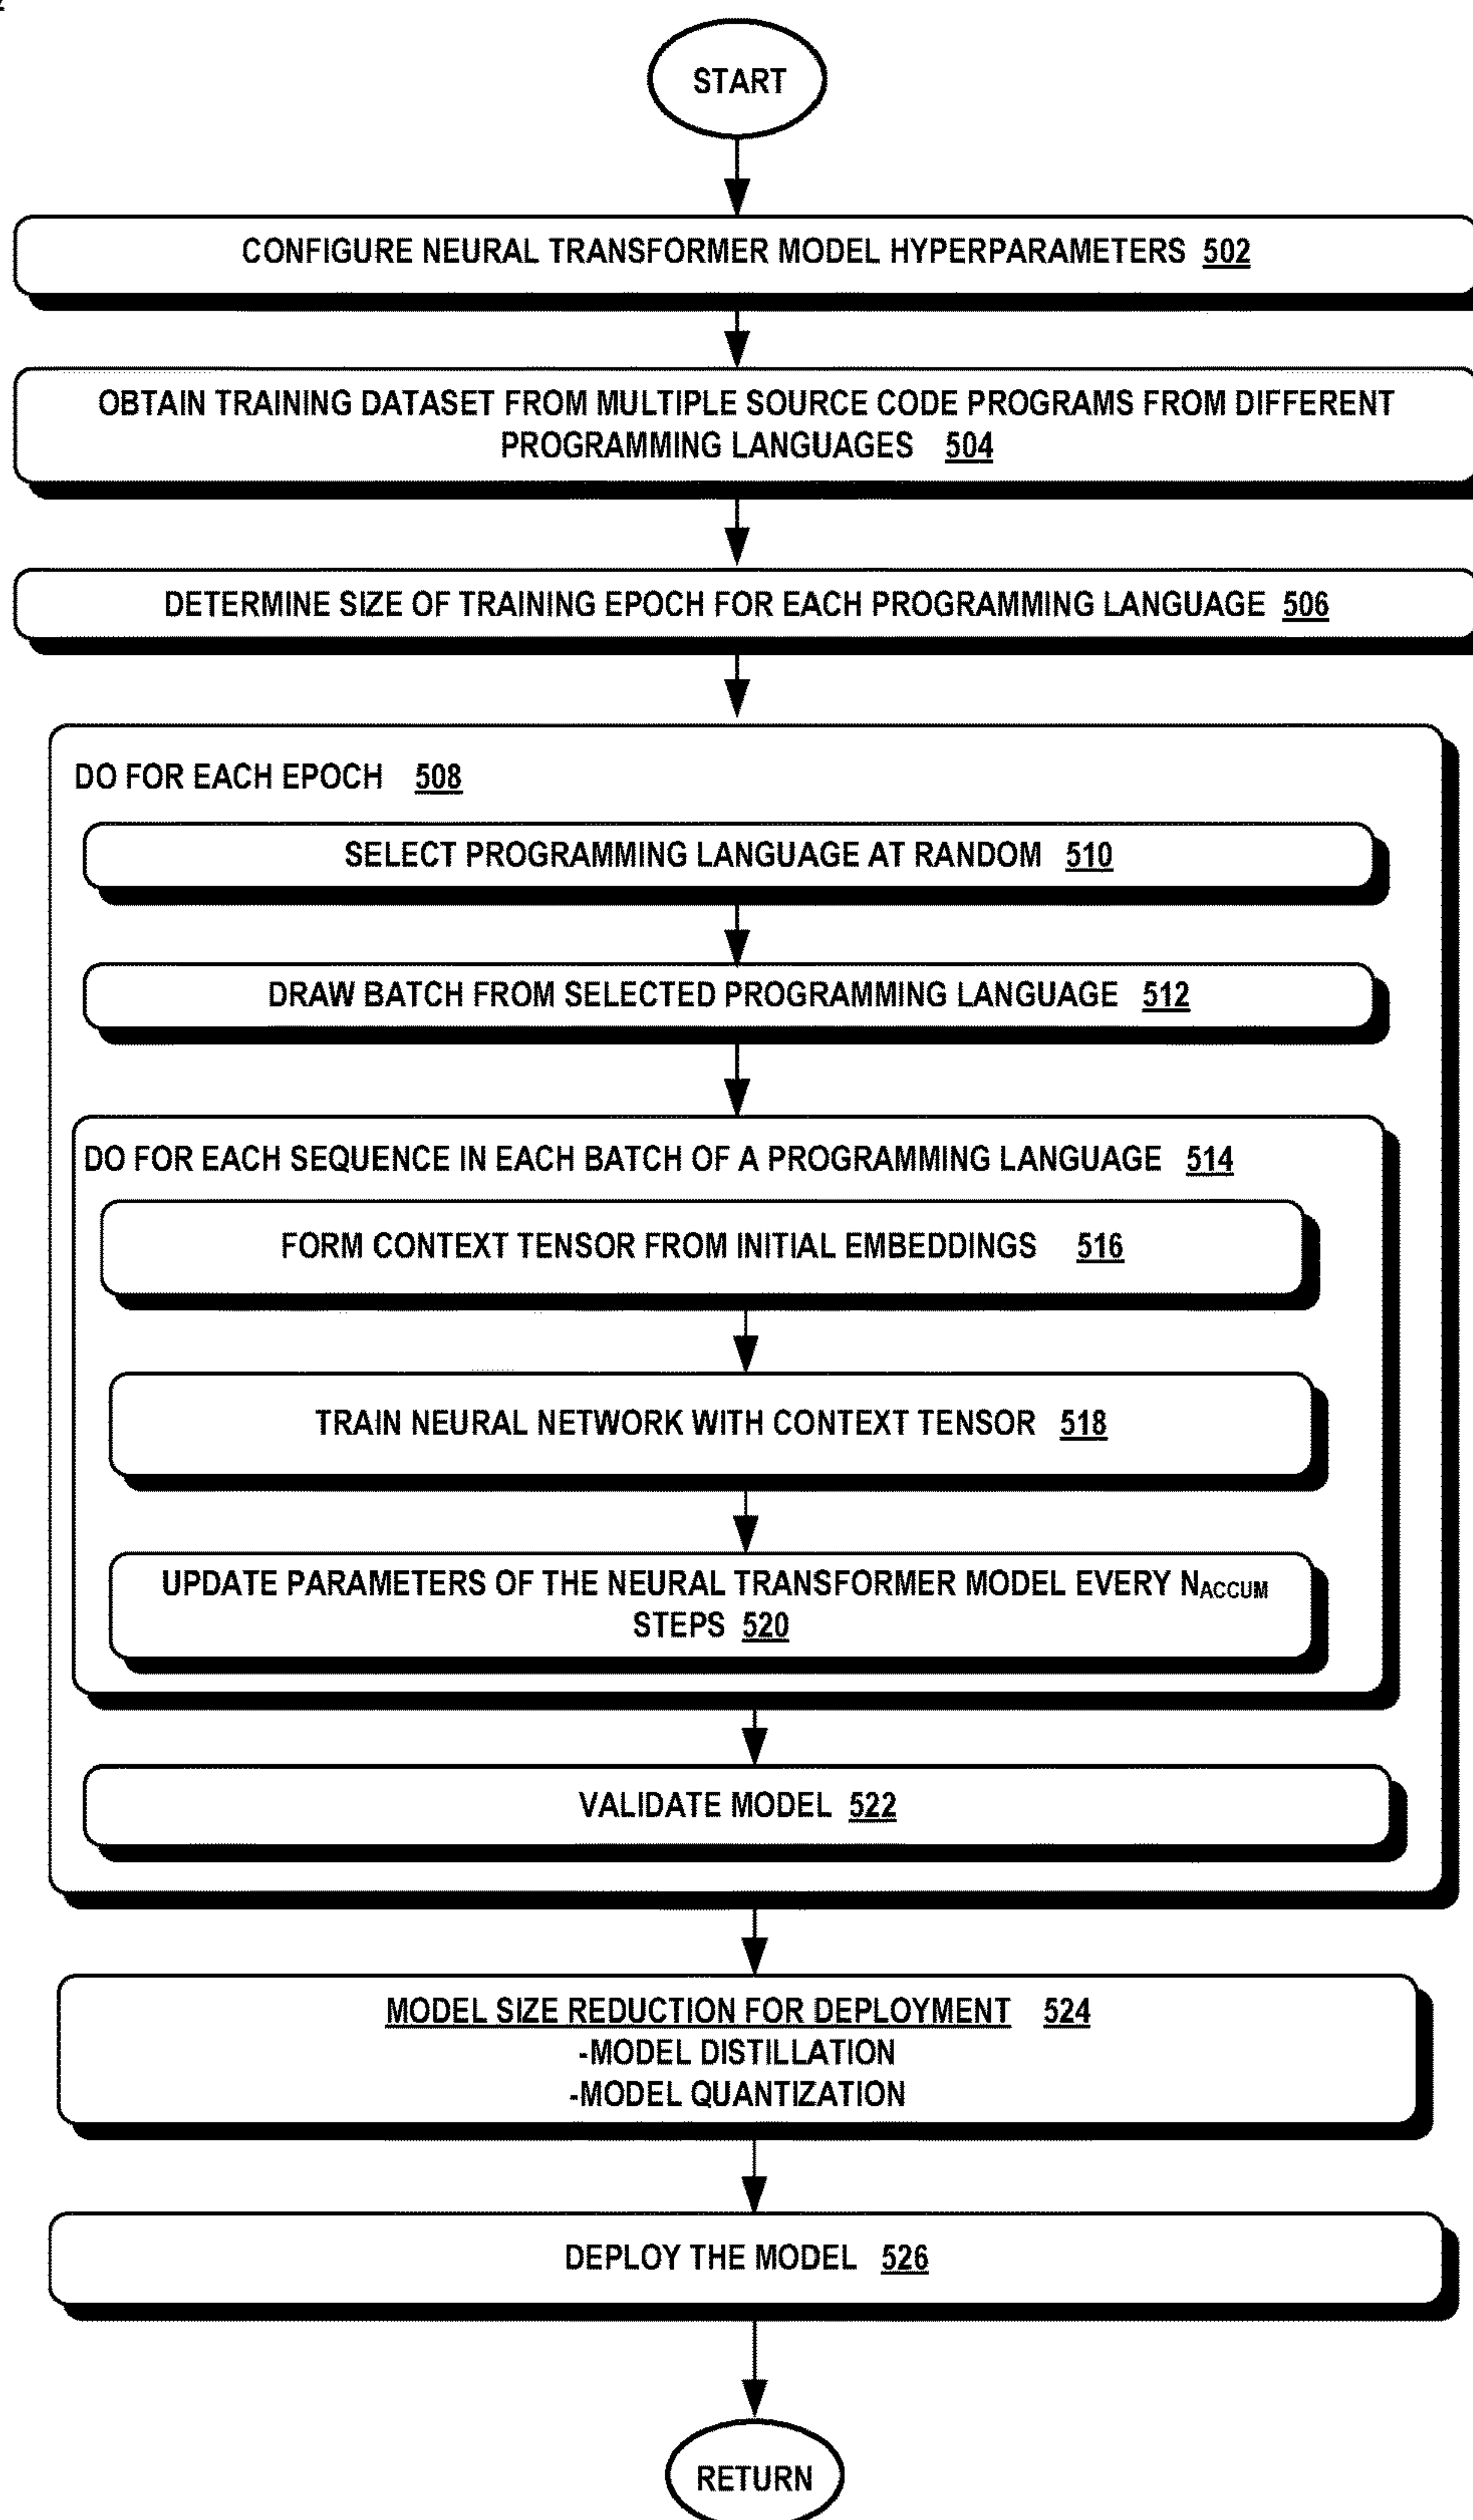 START
CONFIGURE NEURAL TRANSFORMER MODEL HYPERPARAMETERS 502
OBTAIN TRAINING DATASET FROM MULTIPLE SOURCE CODE PROGRAMS FROM DIFFERENT
PROGRAMMING LANGUAGES 504
DETERMINE SIZE OF TRAINING EPOCH FOR EACH PROGRAMMING LANGUAGE 506
DO FOR EACH EPOCH 508
SELECT PROGRAMMING LANGUAGE AT RANDOM 510
DRAW BATCH FROM SELECTED PROGRAMMING LANGUAGE 512
DO FOR EACH SEQUENCE IN EACH BATCH OF A PROGRAMMING LANGUAGE 514
FORM CONTEXT TENSOR FROM INITIAL EMBEDDINGS 516
TRAIN NEURAL NETWORK WITH CONTEXT TENSOR 518
UPDATE PARAMETERS OF THE NEURAL TRANSFORMER MODEL EVERY NACCUM
STEPS 520
VALIDATE MODEL 522
MODEL SIZE REDUCTION FOR DEPLOYMENT 524
-MODEL DISTILLATION
-MODEL QUANTIZATION
DEPLOY THE MODEL 526
RETURN